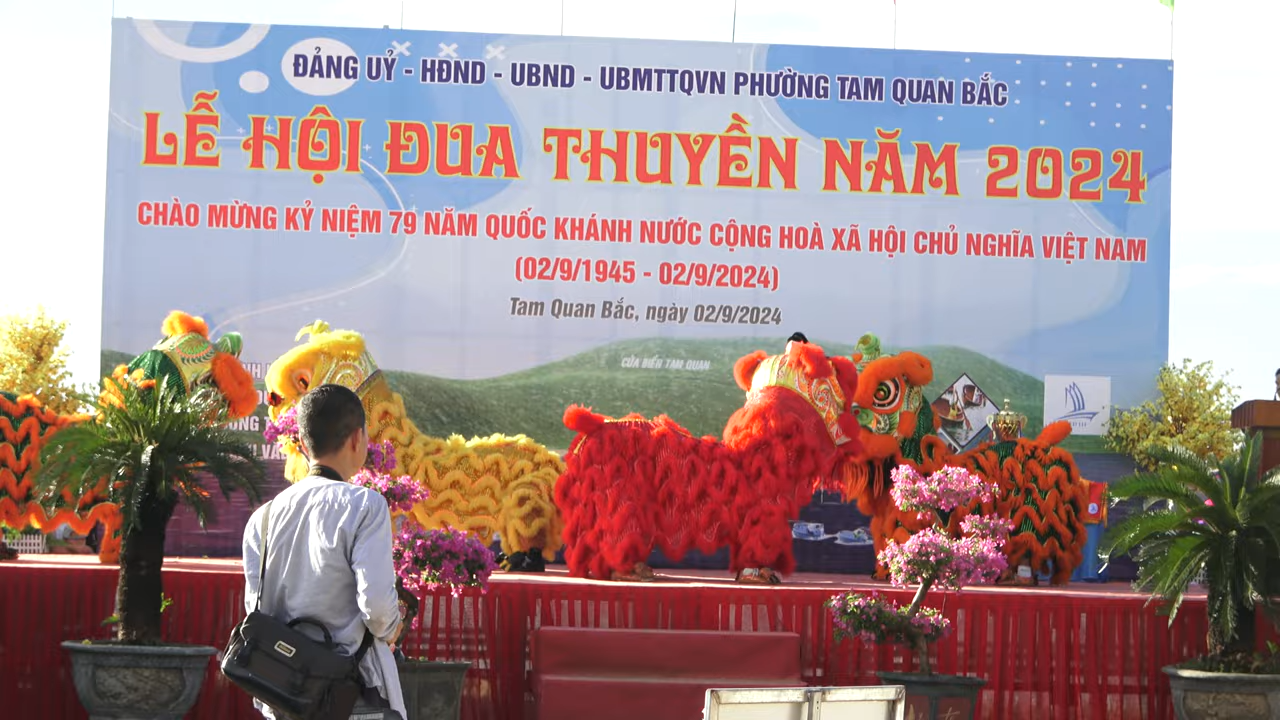 ĐẢNG UỶ - HĐND - UBND - UBMTTQVN PHƯỜNG TAM QUAN BẮC
LỄ HỘI ĐUA THUYỀN NĂM 2024
CHÀO MỪNG KỶ NIỆM 79 NĂM QUỐC KHÁNH NƯỚC CỘNG HOÀ XÃ HỘI CHỦ NGHĨA VIỆT NAM
(02/9/1945 - 02/9/2024)
Tam Quan Bắc, ngày 02/9/2024
CỬA BIỂN TAM QUAN